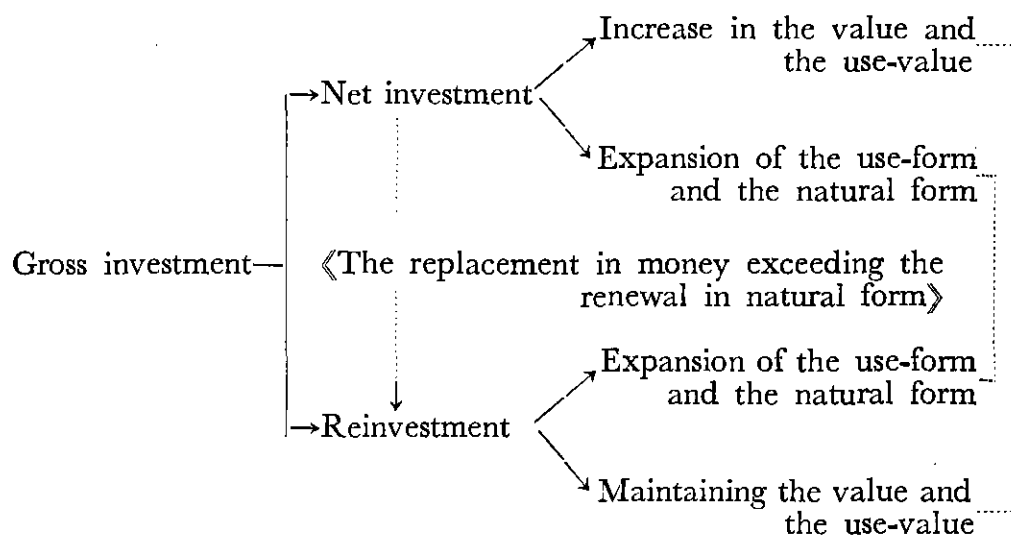 Increase in the value and
the use-value
→Net investment
Expansion of the use-form
and the natural form
Gross investment
《The replacement in money exceeding the
renewal in natural form》
Expansion of the use-form
and the natural form
→Reinvestment
Maintaining the value and
the use-value